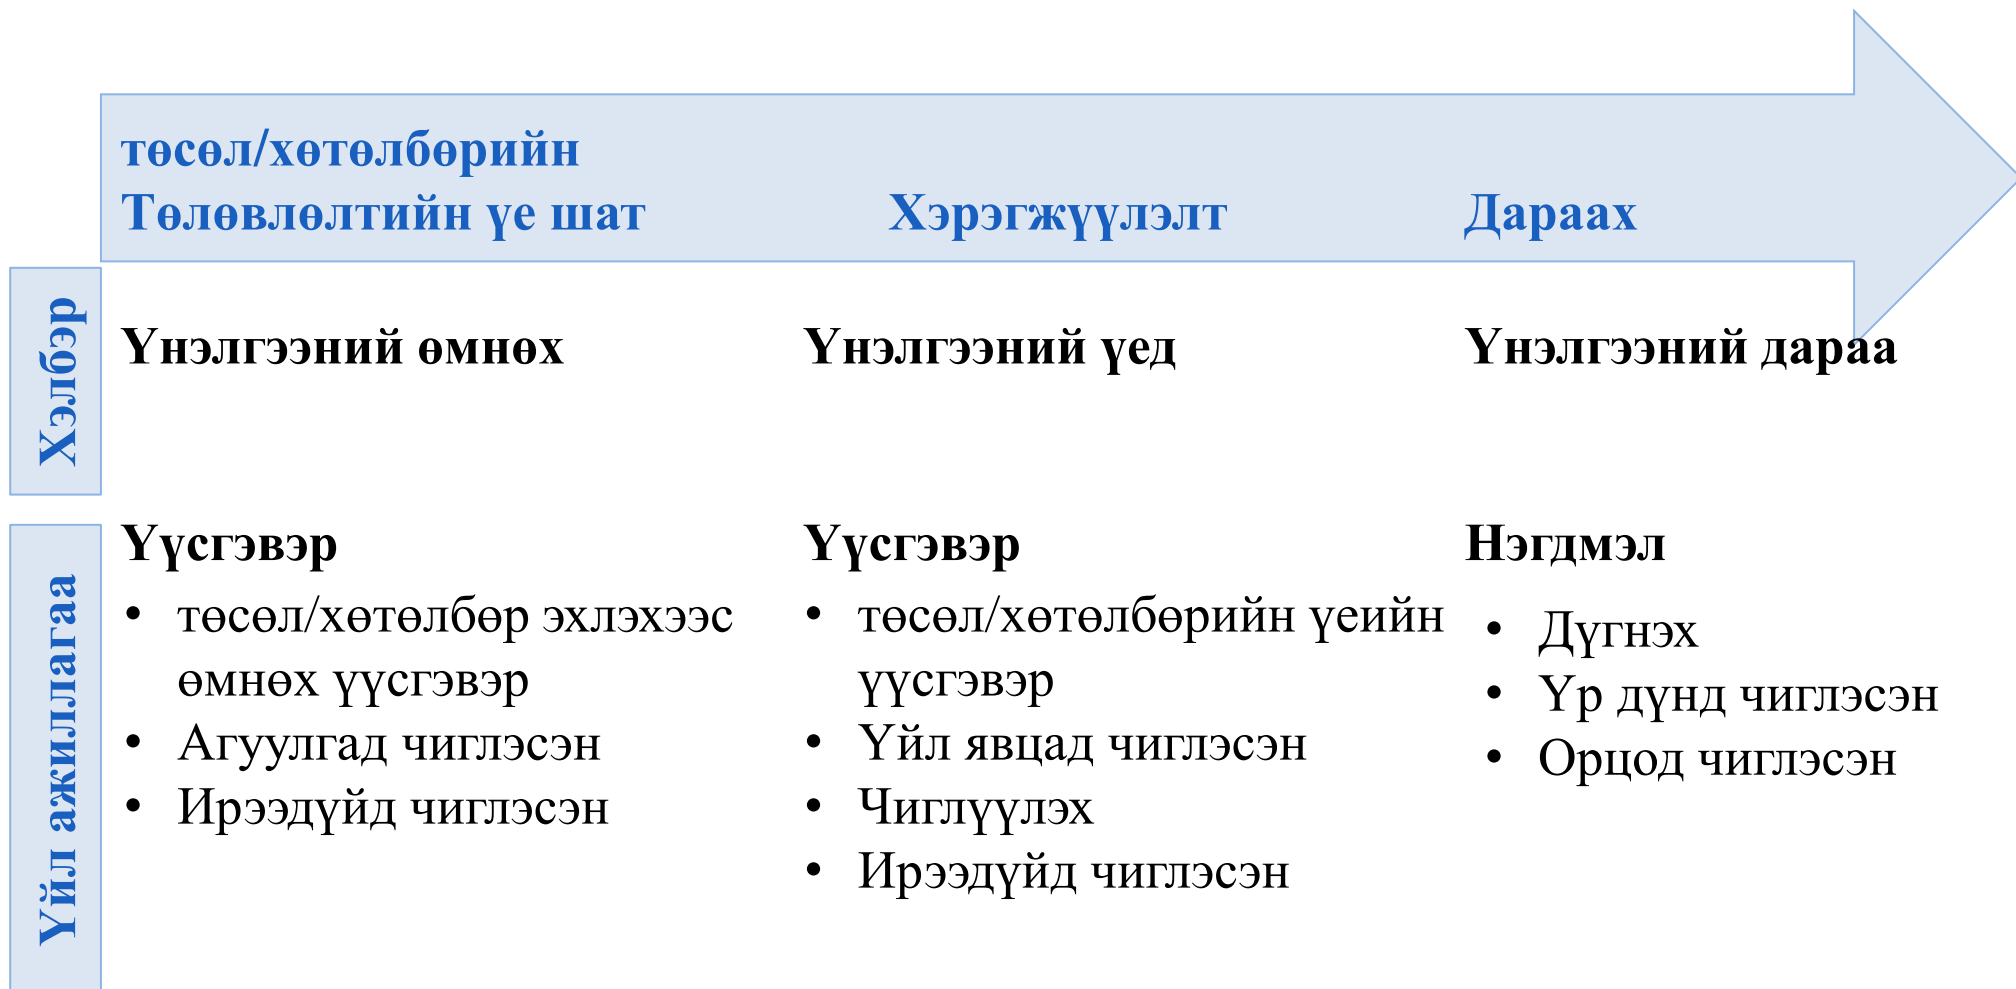 төсөл/хөтөлбөрийн
Төлөвлөлтийн үе шат
Хэрэгжүүлэлт
Дараах
Хэлбэр
Үнэлгээний өмнөх
Үнэлгээний үед
Үнэлгээний дараа
Үйл ажиллагаа
Үүсгэвэр
• төсөл/хөтөлбөр эхлэхээс
өмнөх үүсгэвэр
• Агуулгад чиглэсэн
• Ирээдүйд чиглэсэн
Үүсгэвэр
• төсөл/хөтөлбөрийн үеийн
үүсгэвэр
• Үйл явцад чиглэсэн
• Чиглүүлэх
• Ирээдүйд чиглэсэн
Нэгдмэл
• Дүгнэх
• Үр дүнд чиглэсэн
• Орцод чиглэсэн